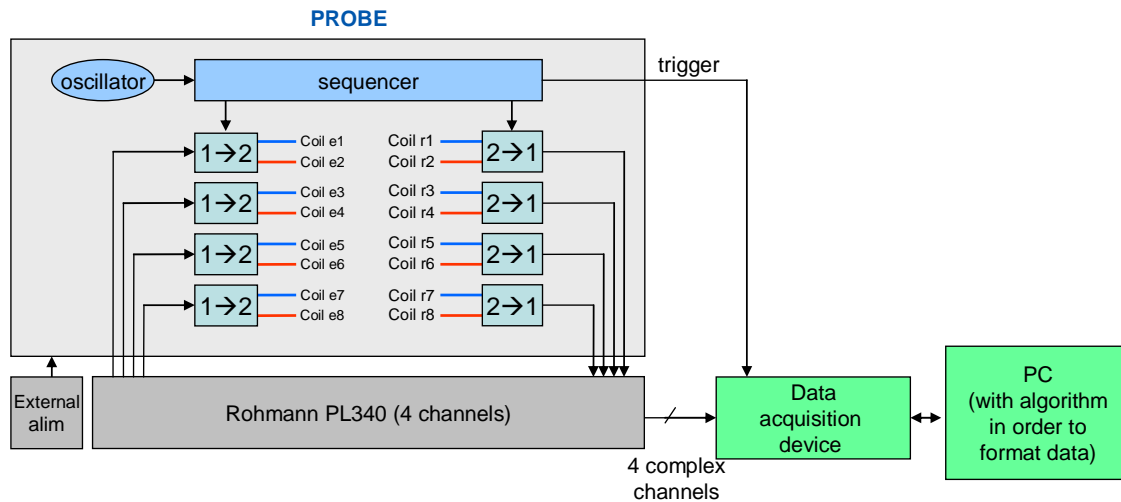 PROBE
oscillator
sequencer
trigger
1→2
Coil e1
Coil e2
Coil r1
Coil r2
2→1
1→2
Coil e3
Coil e4
Coil r3
Coil r4
2→1
1→2
Coil e5
Coil e6
Coil r5
Coil r6
2→1
1→2
Coil e7
Coil e8
Coil r7
Coil r8
2→1
External
alim
Rohmann PL340 (4 channels)
4 complex
channels
Data
acquisition
device
PC
(with algorithm
in order to
format data)